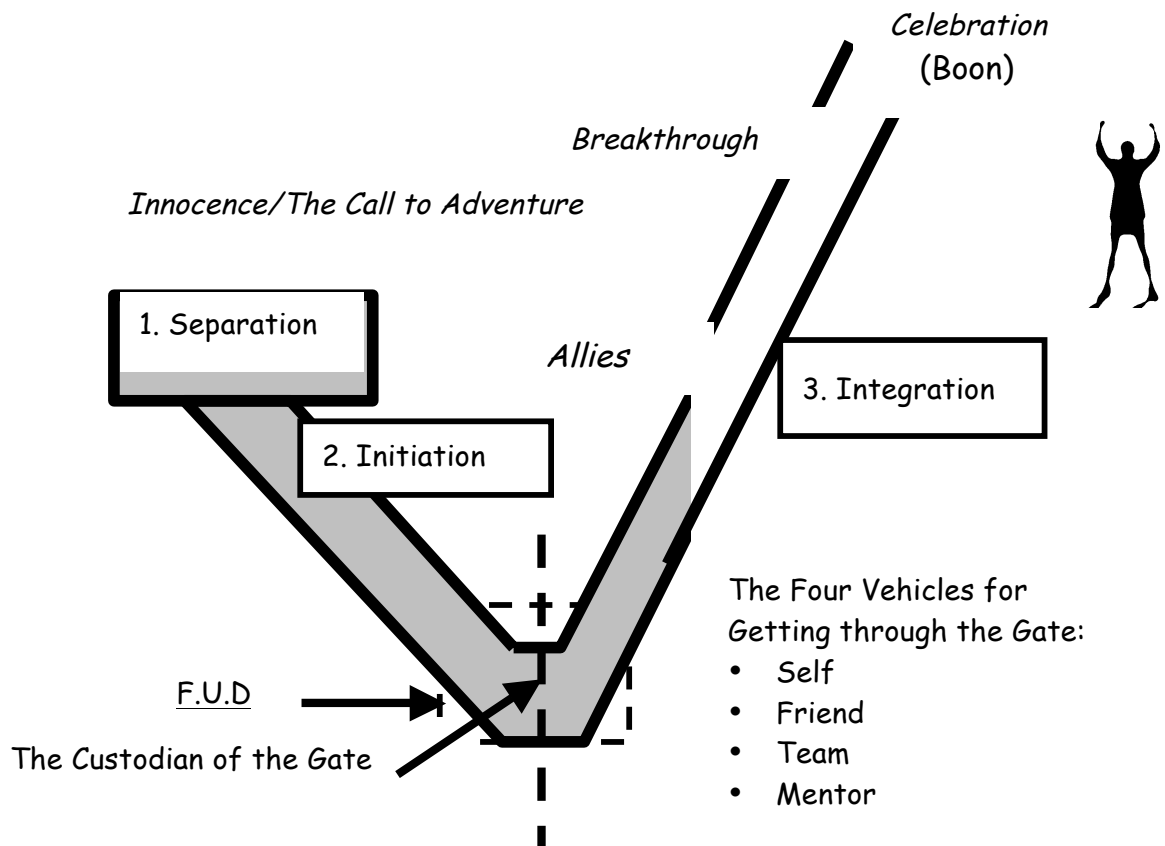 Celebration
(Boon)
Breakthrough
Innocence/The Call to Adventure
1. Separation
Allies
3. Integration
2. Initiation
The Four Vehicles for
Getting through the Gate:
• Self
• Friend
• Team
• Mentor
F.U.D
The Custodian of the Gate